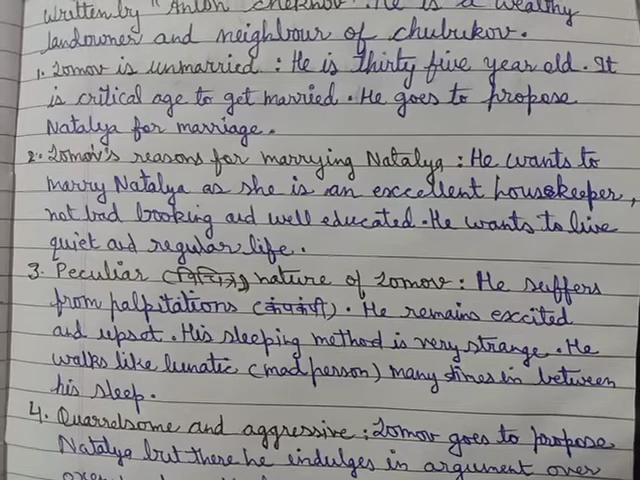 written by "Anton Chekhov. He is a wealthy
landowner and neighbour of chubukov.
1. Lomov is unmarried : He is thirty five year old. It
is critical age to get married. He goes to propose
Natalya for marriage.
2. Lomov's reasons for marrying Natalya : He wants to
marry Natalya as she is an excellent housekeeper,
not bad looking and well educated. He wants to live
quiet and regular life.
3. Peculiar (विचित्र) nature of Lomov : He suffers
from palpitations (कंपकंपी). He remains excited
and upset. His sleeping method is very strange. He
walks like lunatic (mad person) many times in between
his sleep.
4. Quarrelsome and aggressive : Lomov goes to propose
Natalya but there he indulges in argument over